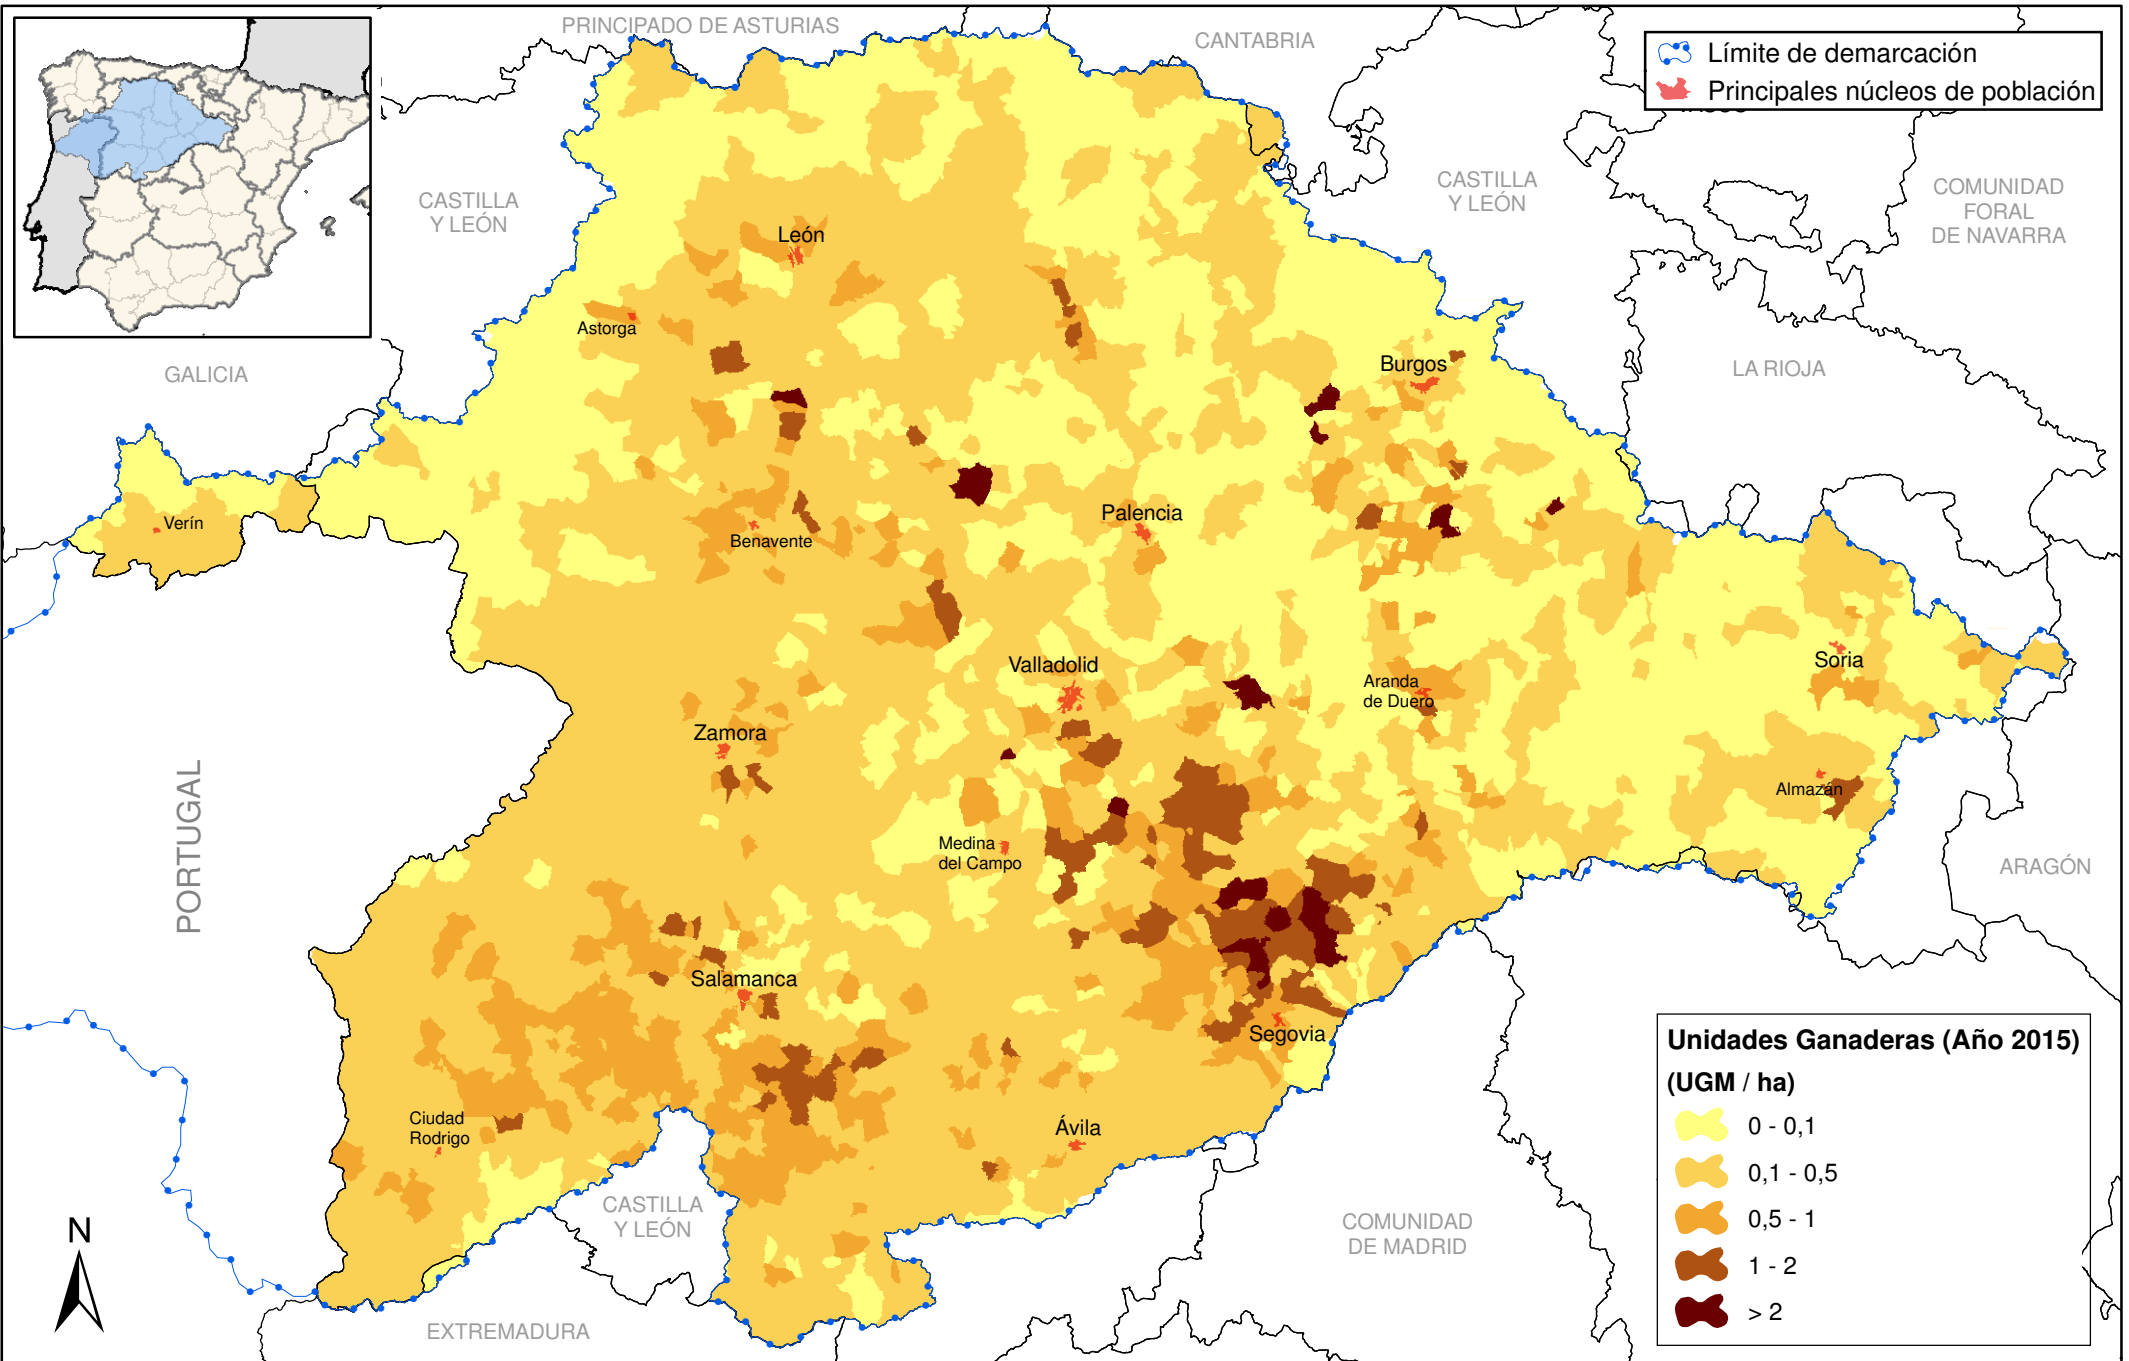 PRINCIPADO DE ASTURIAS
CANTABRIA
Límite de demarcación
Principales núcleos de población
CASTILLA
Y LEÓN
CASTILLA
Y LEÓN
COMUNIDAD
FORAL
DE NAVARRA
León
Astorga
GALICIA
Burgos
LA RIOJA
Verín
Benavente
Palencia
Valladolid
Aranda
de Duero
Soria
Zamora
PORTUGAL
Almazán
Medina
del Campo
ARAGÓN
Salamanca
Segovia
Unidades Ganaderas (Año 2015)
(UGM / ha)
0 - 0,1
0,1 - 0,5
0,5 - 1
1 - 2
> 2
Ciudad
Rodrigo
Ávila
CASTILLA
Y LEÓN
COMUNIDAD
DE MADRID
N
EXTREMADURA